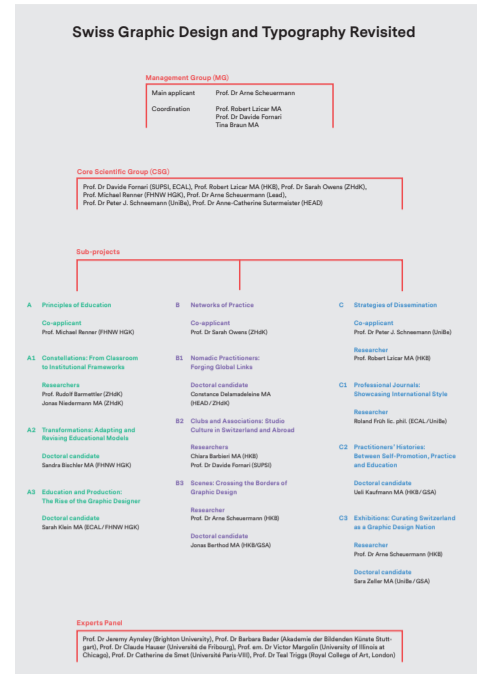 Swiss Graphic Design and Typography Revisited
Management Group (MG)
Main applicant Prof. Dr Arne Scheuermann
Coordination Prof. Robert Lzicar MA
Prof. Dr Davide Fornari
Tina Braun MA
Core Scientific Group (CSG)
Prof. Dr Davide Fornari (SUPSI, ECAL), Prof. Robert Lzicar MA (HKB), Prof. Dr Sarah Owens (ZHdK),
Prof. Michael Renner (FHNW HGK), Prof. Dr Arne Scheuermann (Lead),
Prof. Dr Peter J. Schneemann (UniBe), Prof. Dr Anne-Catherine Sutermeister (HEAD)
Sub-projects
A Principles of Education
Co-applicant
Prof. Michael Renner (FHNW HGK)
A1 Constellations: From Classroom
to Institutional Frameworks
Researchers
Prof. Rudolf Barmettler (ZHdK)
Jonas Niedermann MA (ZHdK)
A2 Transformations: Adapting and
Revising Educational Models
Doctoral candidate
Sandra Bischler MA (FHNW HGK)
A3 Education and Production:
The Rise of the Graphic Designer
Doctoral candidate
Sarah Klein MA (ECAL/FHNW HGK)
B Networks of Practice
Co-applicant
Prof. Dr Sarah Owens (ZHdK)
B1 Nomadic Practitioners:
Forging Global Links
Doctoral candidate
Constance Delamadeleine MA
(HEAD/ZHdK)
B2 Clubs and Associations: Studio
Culture in Switzerland and Abroad
Researchers
Chiara Barbieri MA (HKB)
Prof. Dr Davide Fornari (SUPSI)
B3 Scenes: Crossing the Borders of
Graphic Design
Researcher
Prof. Dr Arne Scheuermann (HKB)
Doctoral candidate
Jonas Berthod MA (HKB/GSA)
C Strategies of Dissemination
Co-applicant
Prof. Dr Peter J. Schneemann (UniBe)
Researcher
Prof. Robert Lzicar MA (HKB)
C1 Professional Journals:
Showcasing International Style
Researcher
Roland Früh lic. phil. (ECAL/UniBe)
C2 Practitioners' Histories:
Between Self-Promotion, Practice
and Education
Doctoral candidate
Ueli Kaufmann MA (HKB/GSA)
C3 Exhibitions: Curating Switzerland
as a Graphic Design Nation
Researcher
Prof. Dr Arne Scheuermann (HKB)
Doctoral candidate
Sara Zeller MA (UniBe/GSA)
Experts Panel
Prof. Dr Jeremy Aynsley (Brighton University), Prof. Dr Barbara Bader (Akademie der Bildenden Künste Stutt-
gart), Prof. Dr Claude Hauser (Université de Fribourg), Prof. em. Dr Victor Margolin (University of Illinois at
Chicago), Prof. Dr Catherine de Smet (Université Paris-VIII), Prof. Dr Teal Triggs (Royal College of Art, London)